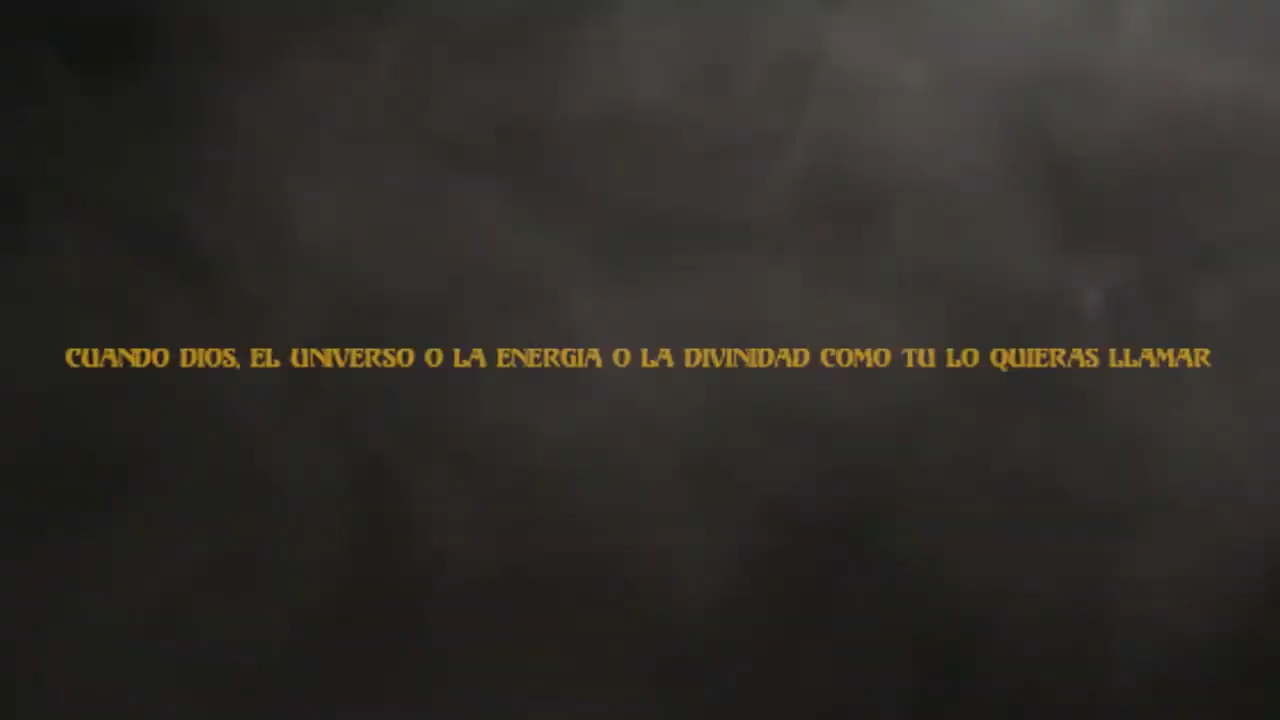 CUANDO DIOS, EL UNIVERSO O LA ENERGIA O LA DIVINIDAD COMO TU LO QUIERAS LLAMAR